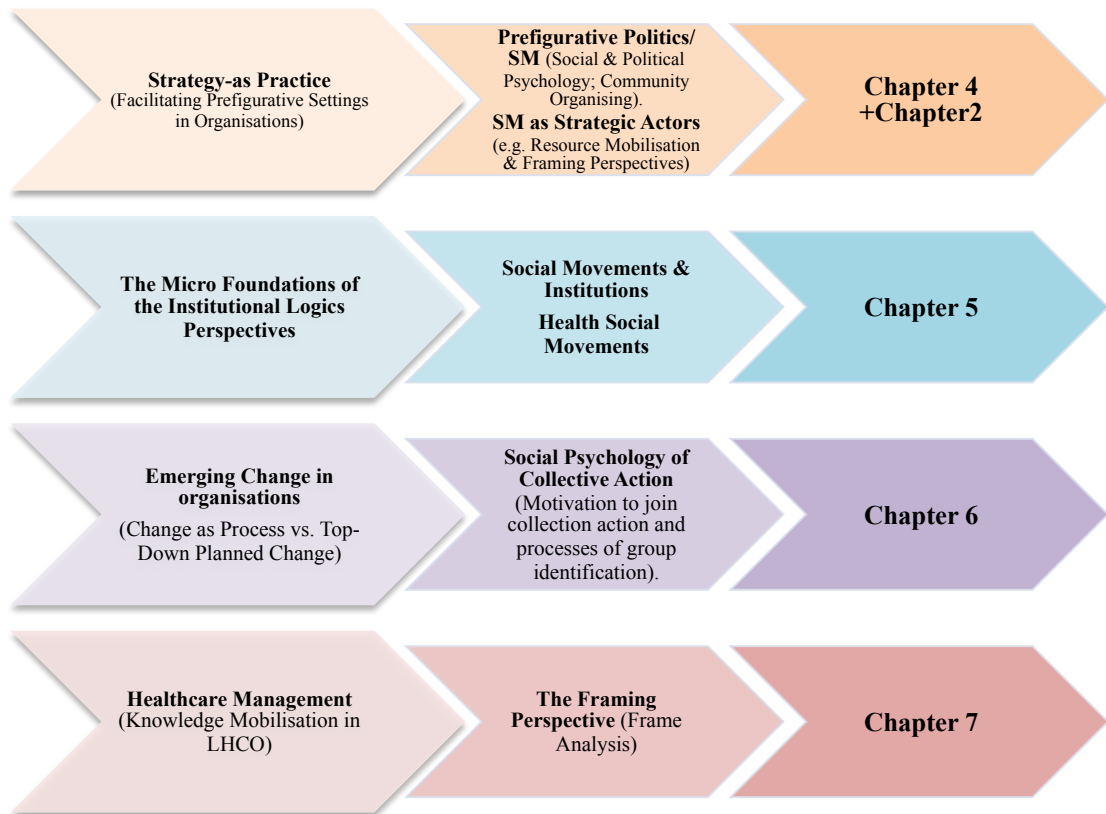 Strategy-as Practice
(Facilitating Prefigurative Settings
in Organisations)
Prefigurative Politics/
SM (Social & Political
Psychology; Community
Organising).
SM as Strategic Actors
(e.g. Resource Mobilisation
& Framing Perspectives)
Chapter 4
+Chapter2
The Micro Foundations of
the Institutional Logics
Perspectives
Social Movements &
Institutions
Health Social
Movements
Chapter 5
Emerging Change in
organisations
(Change as Process vs. Top-
Down Planned Change)
Social Psychology of
Collective Action
(Motivation to join
collection action and
processes of group
identification).
Chapter 6
Healthcare Management
(Knowledge Mobilisation in
LHCO)
The Framing
Perspective (Frame
Analysis)
Chapter 7